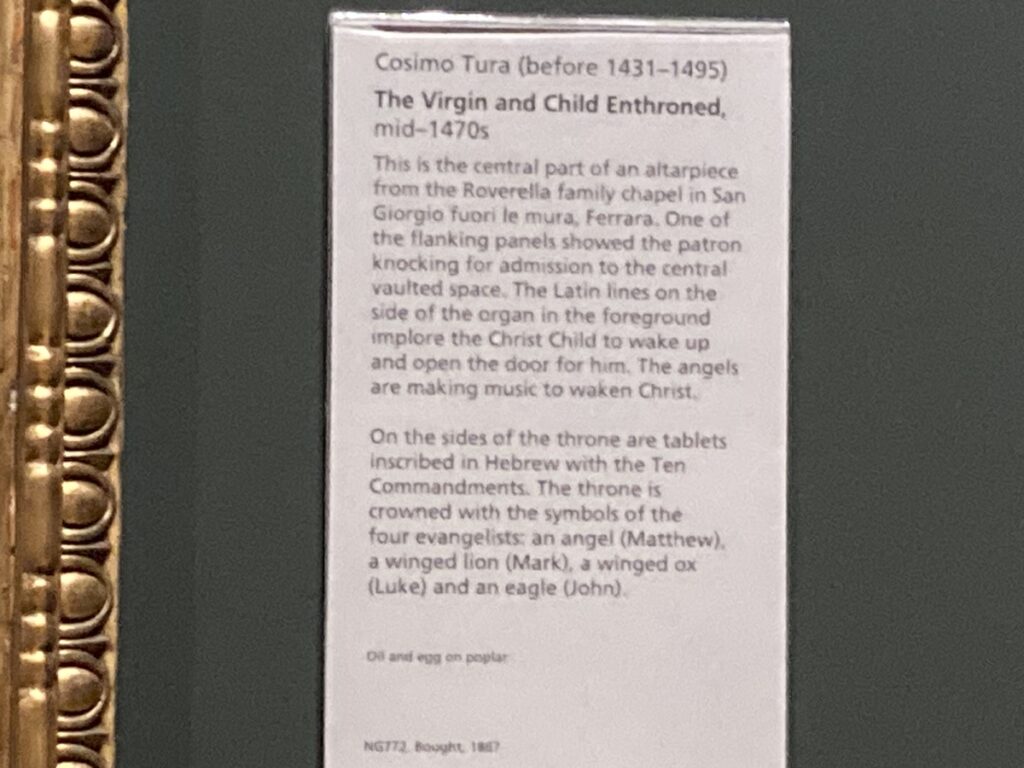 Cosimo Tura (before 1431–1495)
The Virgin and Child Enthroned,
mid–1470s
This is the central part of an altarpiece
from the Roverella family chapel in San
Giorgio fuori le mura, Ferrara. One of
the flanking panels showed the patron
knocking for admission to the central
vaulted space. The Latin lines on the
side of the organ in the foreground
implore the Christ Child to wake up
and open the door for him. The angels
are making music to waken Christ.
On the sides of the throne are tablets
inscribed in Hebrew with the Ten
Commandments. The throne is
crowned with the symbols of the
four evangelists: an angel (Matthew),
a winged lion (Mark), a winged ox
(Luke) and an eagle (John).
Oil and egg on poplar
NG772. Bought,